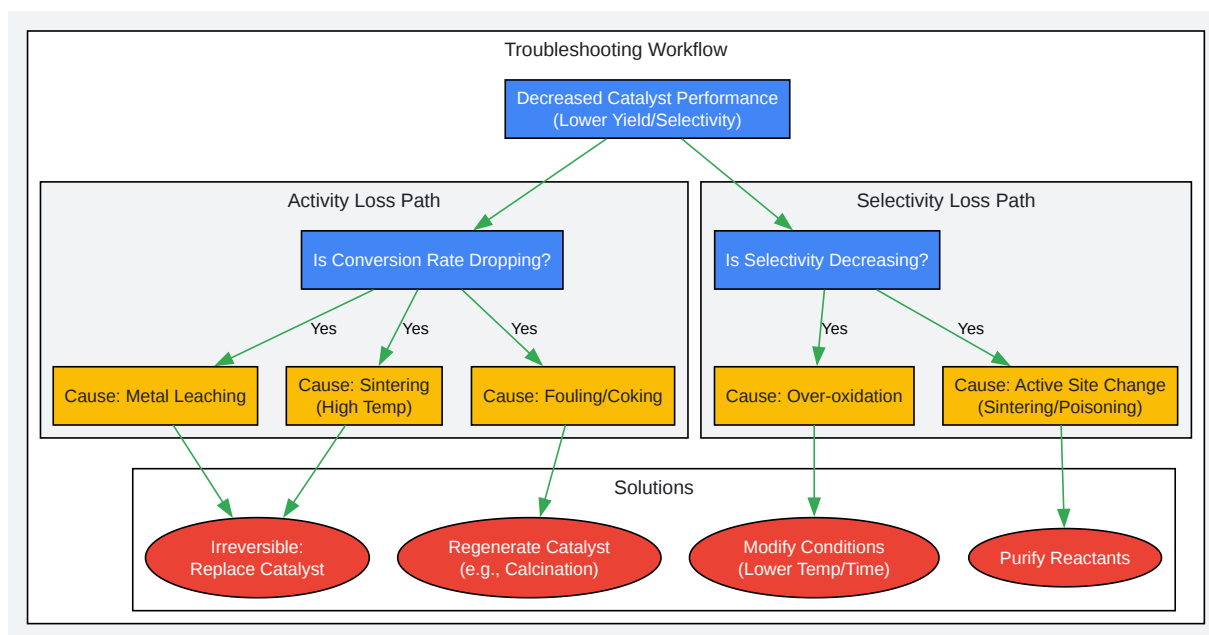 Troubleshooting Workflow
Decreased Catalyst Performance
(Lower Yield/Selectivity)
Activity Loss Path
Selectivity Loss Path
Is Conversion Rate Dropping?
Is Selectivity Decreasing?
Yes
Yes
Yes
Yes
Yes
Cause: Metal Leaching
Cause: Sintering
(High Temp)
Cause: Fouling/Coking
Cause: Over-oxidation
Cause: Active Site Change
(Sintering/Poisoning)
Solutions
Irreversible:
Replace Catalyst
Regenerate Catalyst
(e.g., Calcination)
Modify Conditions
(Lower Temp/Time)
Purify Reactants